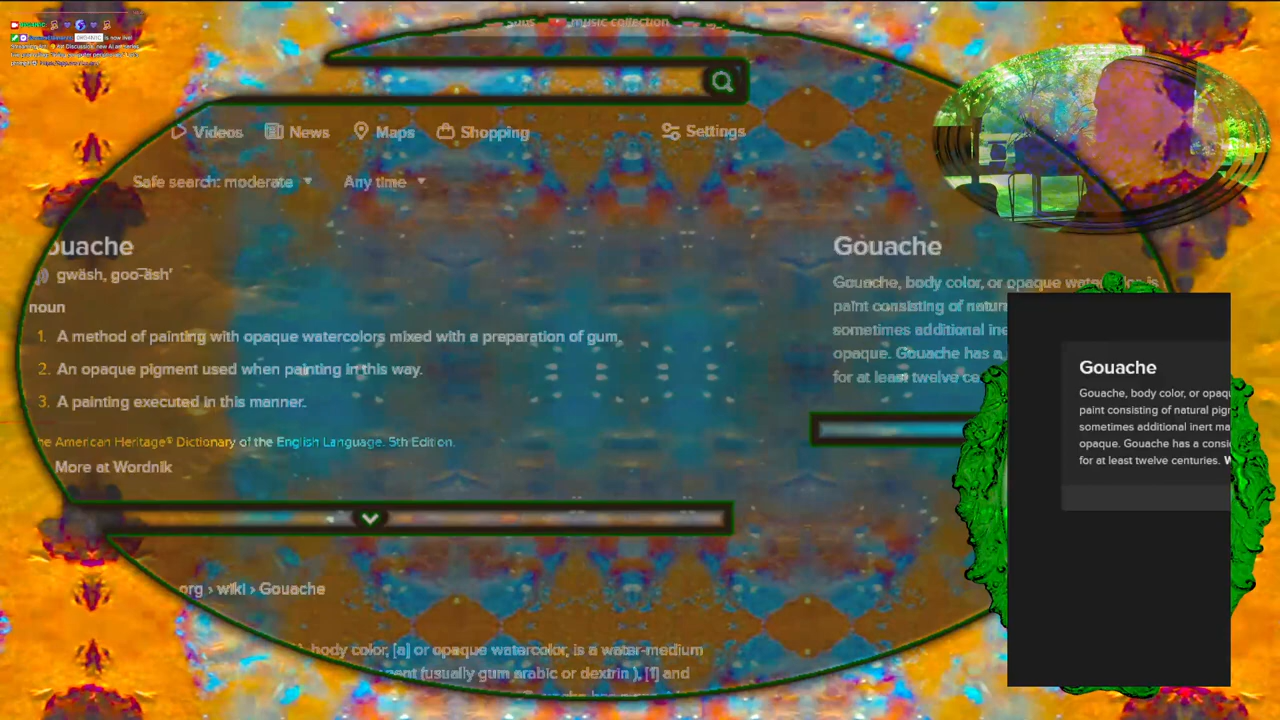 music collection
Videos
News
Maps
Shopping
Settings
Safe search: moderate
Any time
ouache
gwäsh, goo-äsh′
noun
1. A method of painting with opaque watercolors mixed with a preparation of gum.
2. An opaque pigment used when painting in this way.
3. A painting executed in this manner.
he American Heritage® Dictionary of the English Language, 5th Edition.
More at Wordnik
org › wiki › Gouache
body color, [a] or opaque watercolor, is a water-medium
(usually gum arabic or dextrin ), [1] and
Gouache
Gouache, body color, or opaque
paint consisting of
sometimes additional
opaque. Gouache has a
for at least twelve
Gouache
Gouache, body color, or opaqu
paint consisting of natural pigr
sometimes additional inert ma
opaque. Gouache has a consi
for at least twelve centuries. W